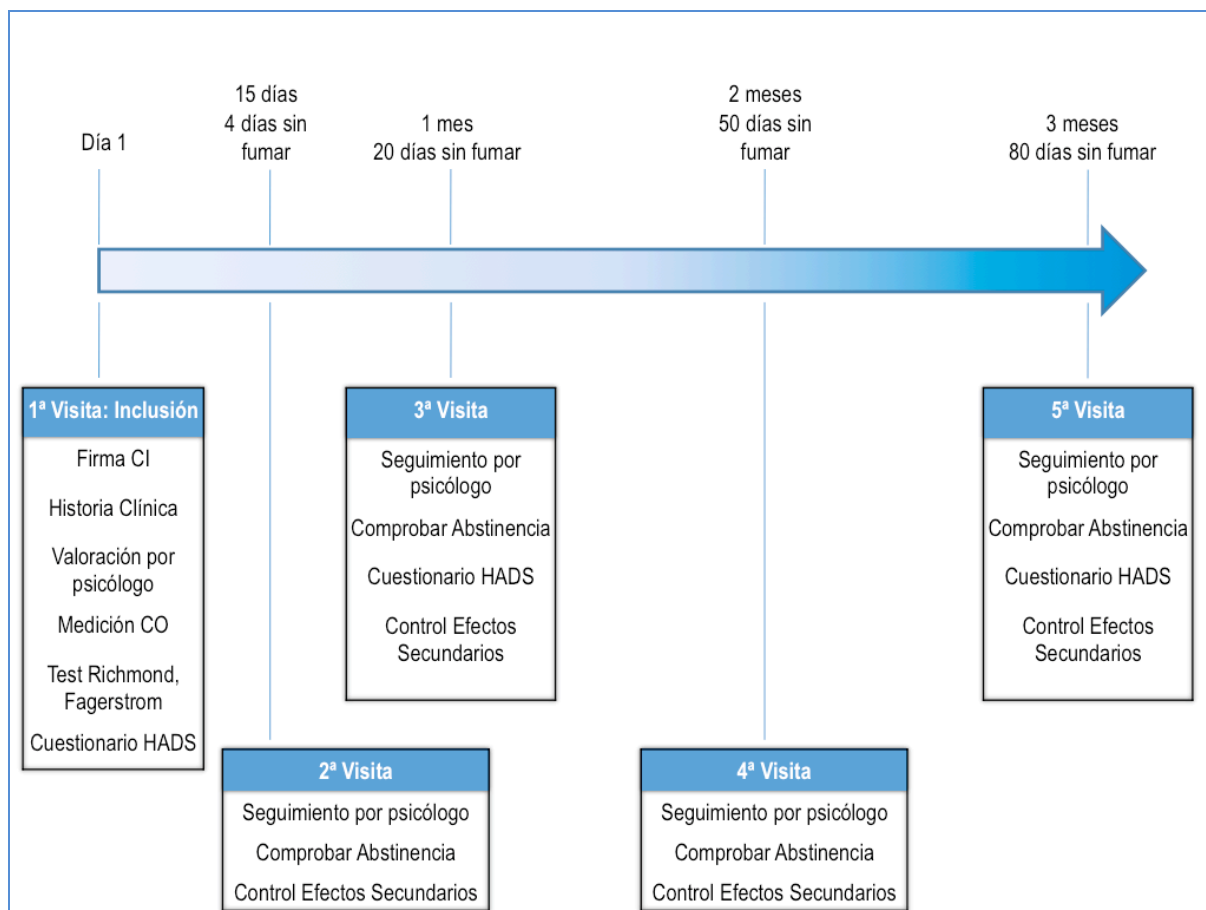 Día 1
15 días
4 días sin
fumar
1 mes
20 días sin fumar
2 meses
50 días sin
fumar
3 meses
80 días sin fumar
1ª Visita: Inclusión
Firma CI
Historia Clínica
Valoración por
psicólogo
Medición CO
Test Richmond,
Fagerstrom
Cuestionario HADS
2ª Visita
Seguimiento por psicólogo
Comprobar Abstinencia
Control Efectos Secundarios
3ª Visita
Seguimiento por
psicólogo
Comprobar Abstinencia
Cuestionario HADS
Control Efectos
Secundarios
4ª Visita
Seguimiento por psicólogo
Comprobar Abstinencia
Control Efectos Secundarios
5ª Visita
Seguimiento por
psicólogo
Comprobar Abstinencia
Cuestionario HADS
Control Efectos
Secundarios